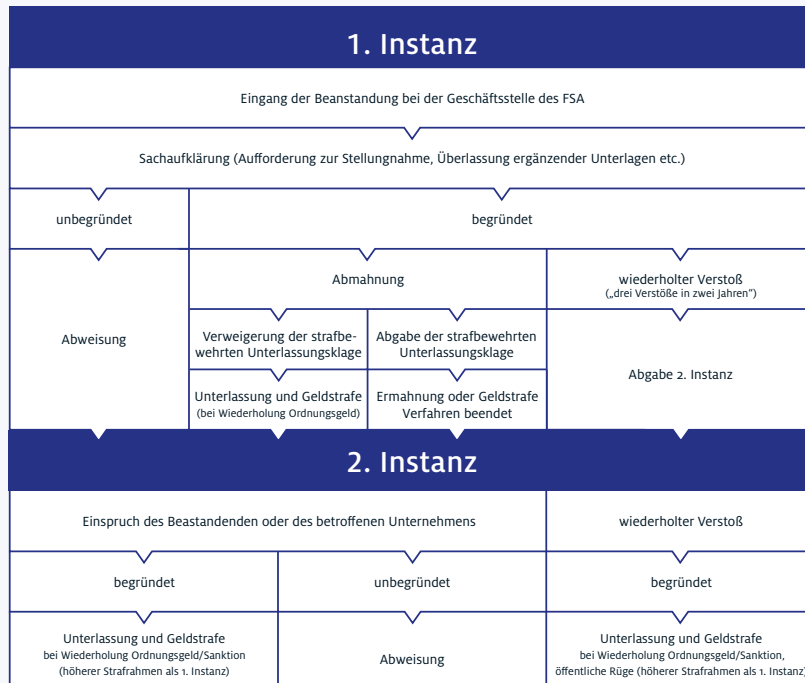 1. Instanz
Eingang der Beanstandung bei der Geschäftsstelle des FSA
Sachaufklärung (Aufforderung zur Stellungnahme, Überlassung ergänzender Unterlagen etc.)
unbegründet
begründet
Abweisung
Abmahnung
wiederholter Verstoß
(„drei Verstöße in zwei Jahren")
Verweigerung der strafbe-
wehrten Unterlassungsklage
Abgabe der strafbewehrten
Unterlassungsklage
Abgabe 2. Instanz
Unterlassung und Geldstrafe
(bei Wiederholung Ordnungsgeld)
Ermahnung oder Geldstrafe
Verfahren beendet
2. Instanz
Einspruch des Beastandenden oder des betroffenen Unternehmens
wiederholter Verstoß
begründet
unbegründet
begründet
Unterlassung und Geldstrafe
bei Wiederholung Ordnungsgeld/Sanktion
(höherer Strafrahmen als 1. Instanz)
Abweisung
Unterlassung und Geldstrafe
bei Wiederholung Ordnungsgeld/Sanktion,
öffentliche Rüge (höherer Strafrahmen als 1. Instanz)